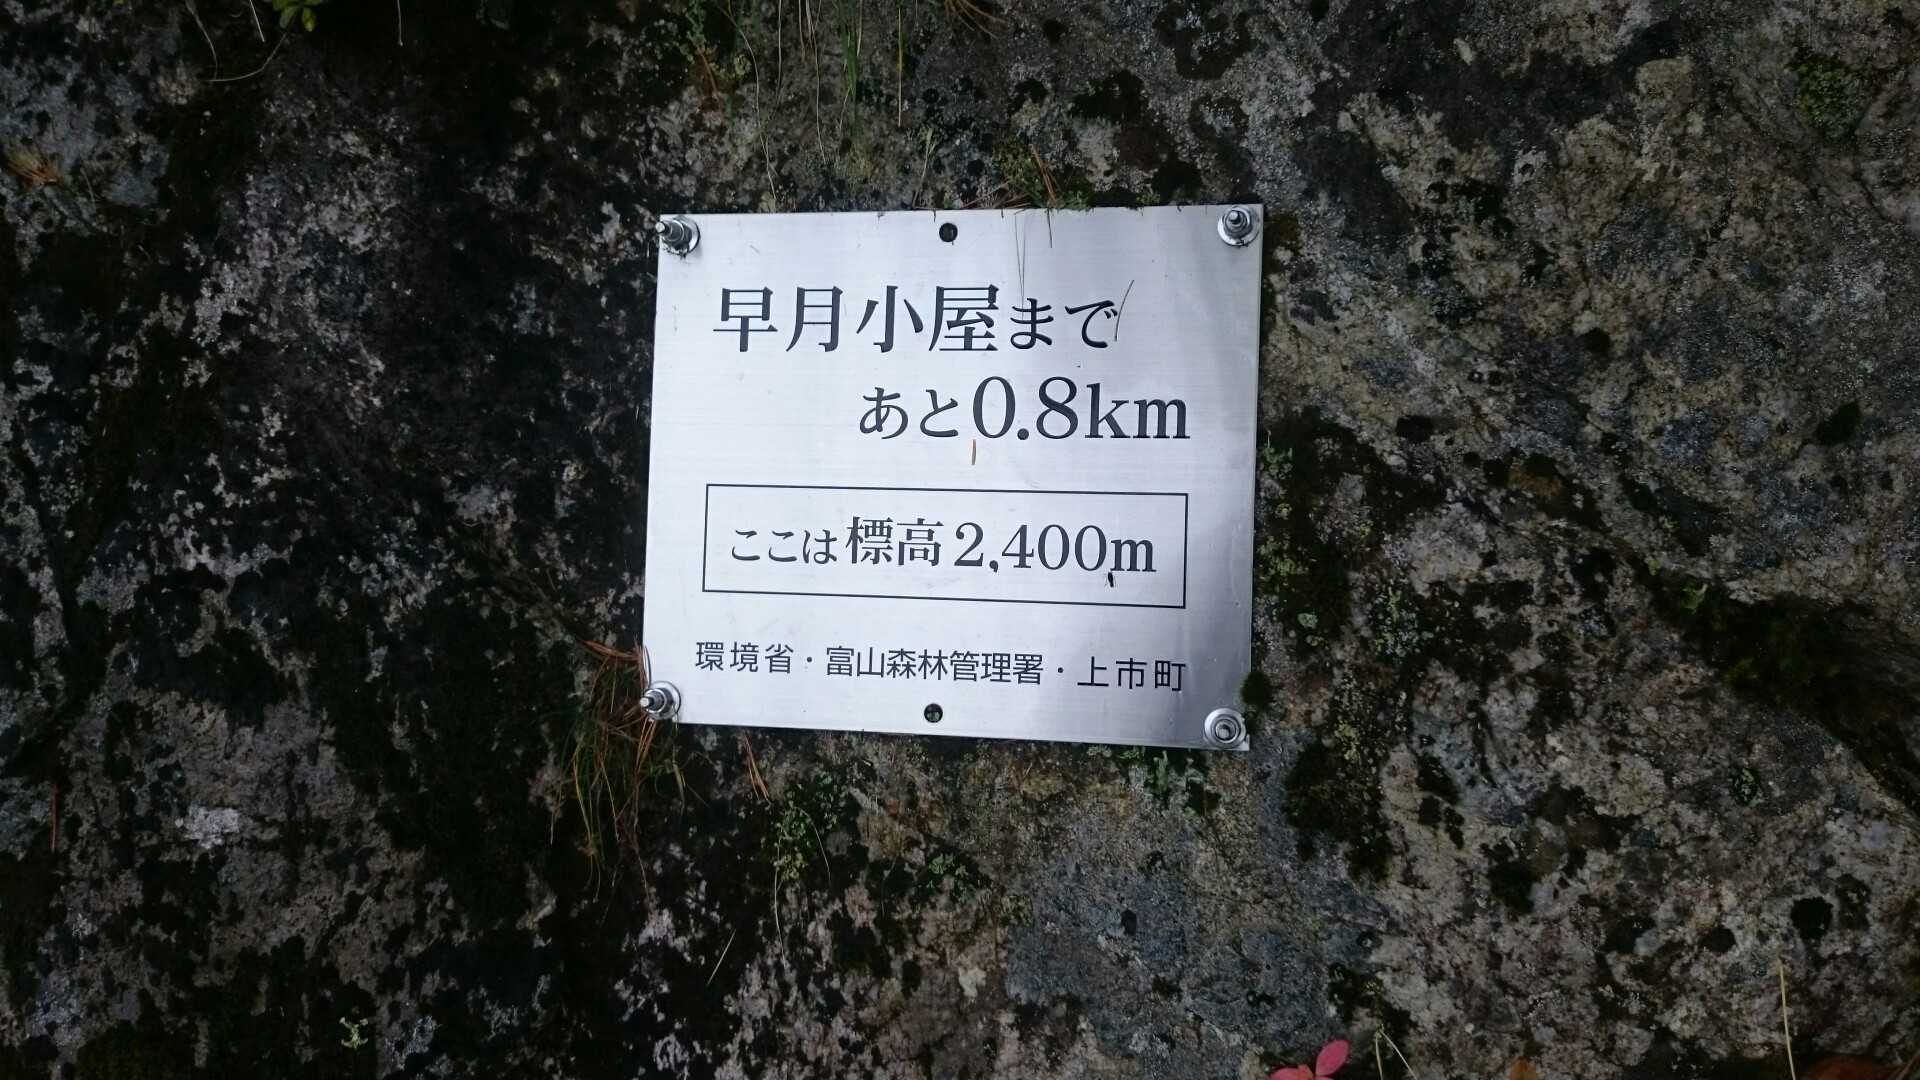 早月小屋まで
あと0.8km
ここは標高2,400m
環境省・富山森林管理署・上市町